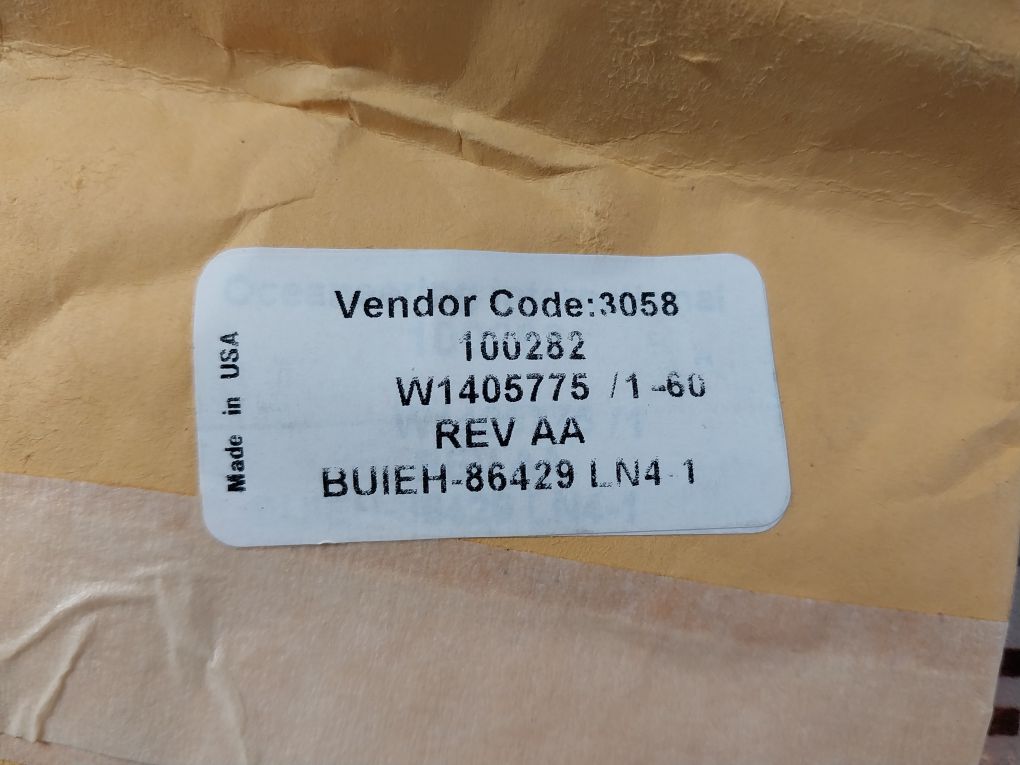 Vendor Code:3058
100282
W1405775 /1-60
REV AA
BUIEH-86429 LN4-1
Made in USA